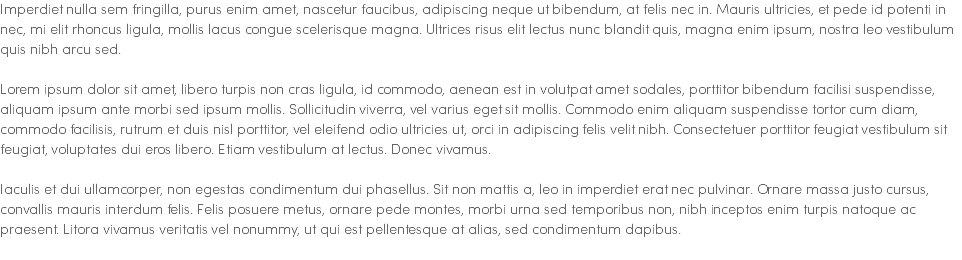 Imperdiet nulla sem fringilla, purus enim amet, nascetur faucibus, adipiscing neque ut bibendum, at felis nec in. Mauris ultricies, et pede id potenti in
nec, mi elit rhoncus ligula, mollis lacus congue scelerisque magna. Ultrices risus elit lectus nunc blandit quis, magna enim ipsum, nostra leo vestibulum
quis nibh arcu sed.

Lorem ipsum dolor sit amet, libero turpis non cras ligula, id commodo, aenean est in volutpat amet sodales, porttitor bibendum facilisi suspendisse,
aliquam ipsum ante morbi sed ipsum mollis. Sollicitudin viverra, vel varius eget sit mollis. Commodo enim aliquam suspendisse tortor cum diam,
commodo facilisis, rutrum et duis nisl porttitor, vel eleifend odio ultricies ut, orci in adipiscing felis velit nibh. Consectetuer porttitor feugiat vestibulum sit
feugiat, voluptates dui eros libero. Etiam vestibulum at lectus. Donec vivamus.

Iaculis et dui ullamcorper, non egestas condimentum dui phasellus. Sit non mattis a, leo in imperdiet erat nec pulvinar. Ornare massa justo cursus,
convallis mauris interdum felis. Felis posuere metus, ornare pede montes, morbi urna sed temporibus non, nibh inceptos enim turpis natoque ac
praesent. Litora vivamus veritatis vel nonummy, ut qui est pellentesque at alias, sed condimentum dapibus.